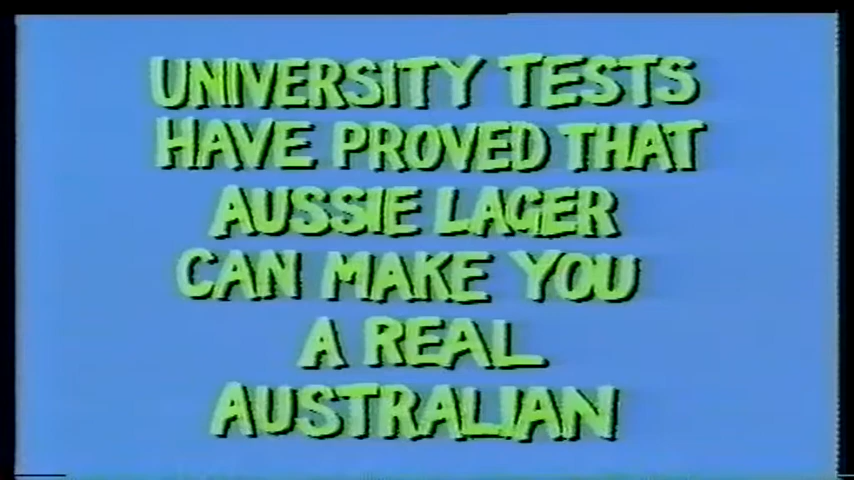 UNIVERSITY TESTS
HAVE PROVED THAT
AUSSIE LAGER
CAN MAKE YOU
A REAL
AUSTRALIAN